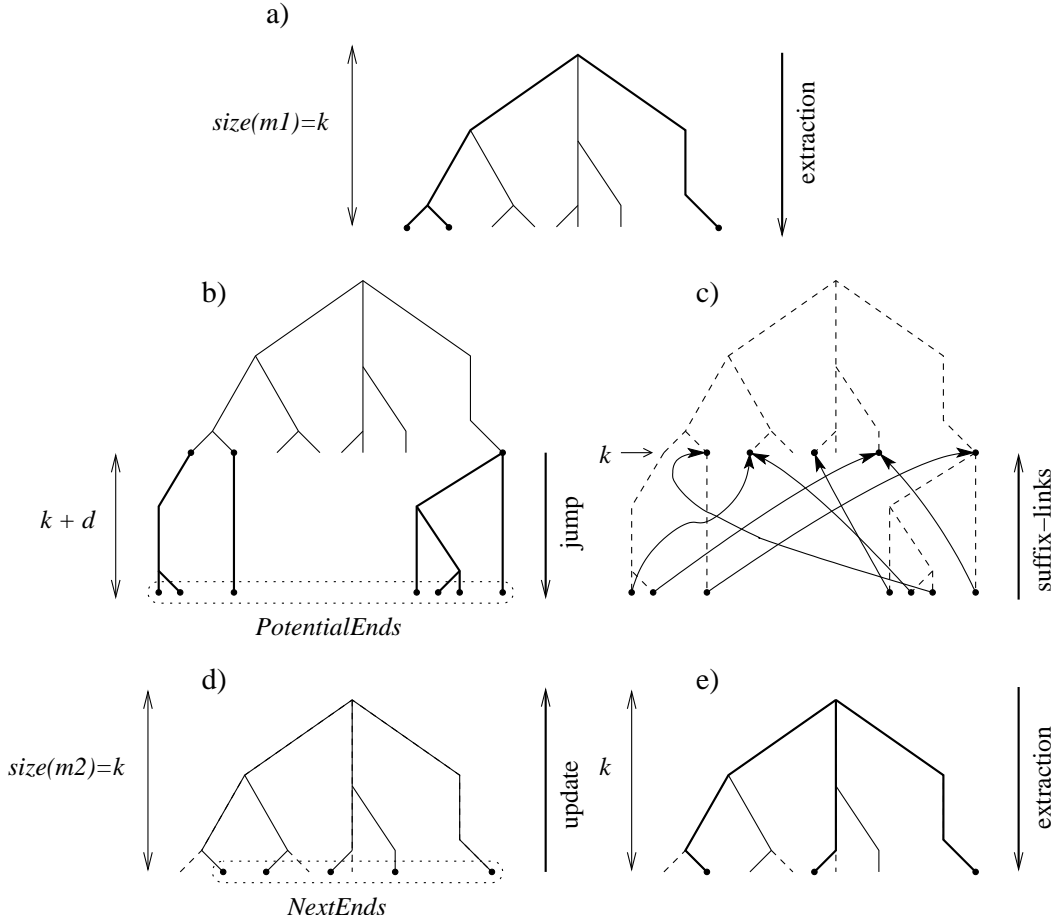 a)
size(m1)=k
extraction
b)
c)
k
k + d
jump
suffix–links
PotentialEnds
d)
e)
size(m2)=k
update
k
extraction
NextEnds